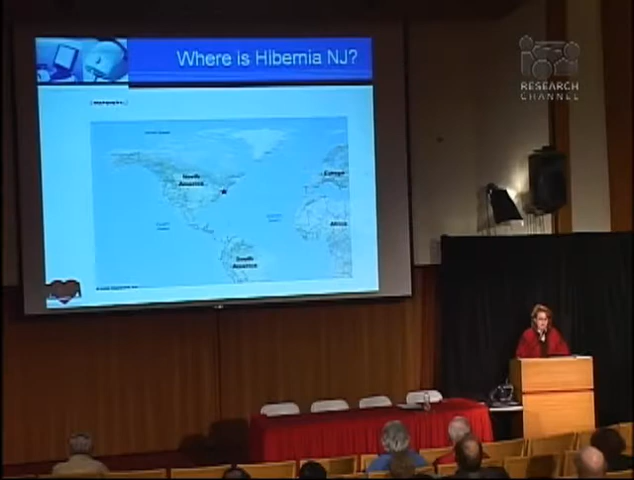 Where is Hibernia NJ?
RESEARCH
CHANNEL
North
America
Europe
Africa
South
America